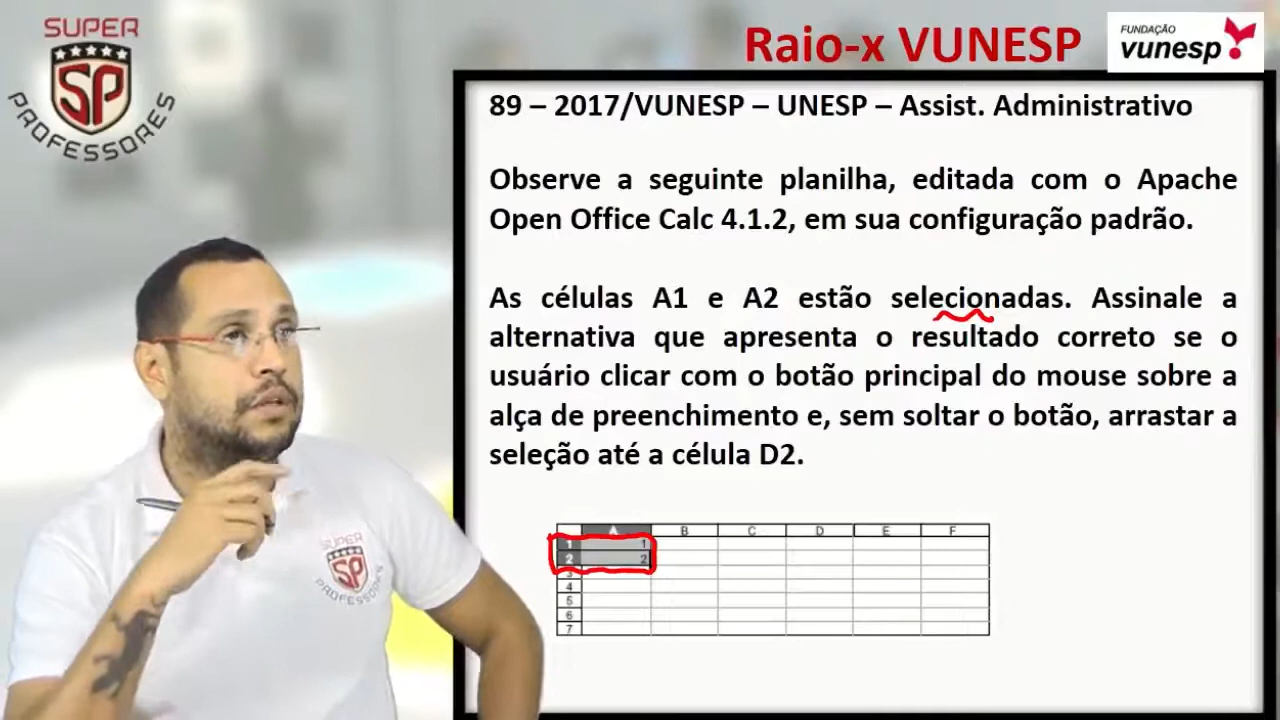 SUPER
SP
PROFESSORES
Raio-x VUNESP
FUNDAÇÃO
vunesp
89 – 2017/VUNESP – UNESP – Assist. Administrativo
Observe a seguinte planilha, editada com o Apache
Open Office Calc 4.1.2, em sua configuração padrão.
As células A1 e A2 estão selecionadas. Assinale a
alternativa que apresenta o resultado correto se o
usuário clicar com o botão principal do mouse sobre a
alça de preenchimento e, sem soltar o botão, arrastar a
seleção até a célula D2.
A B C D E F
1 1
2 2
3
4
5
6
7
SUPER
SP
PROFESSORES